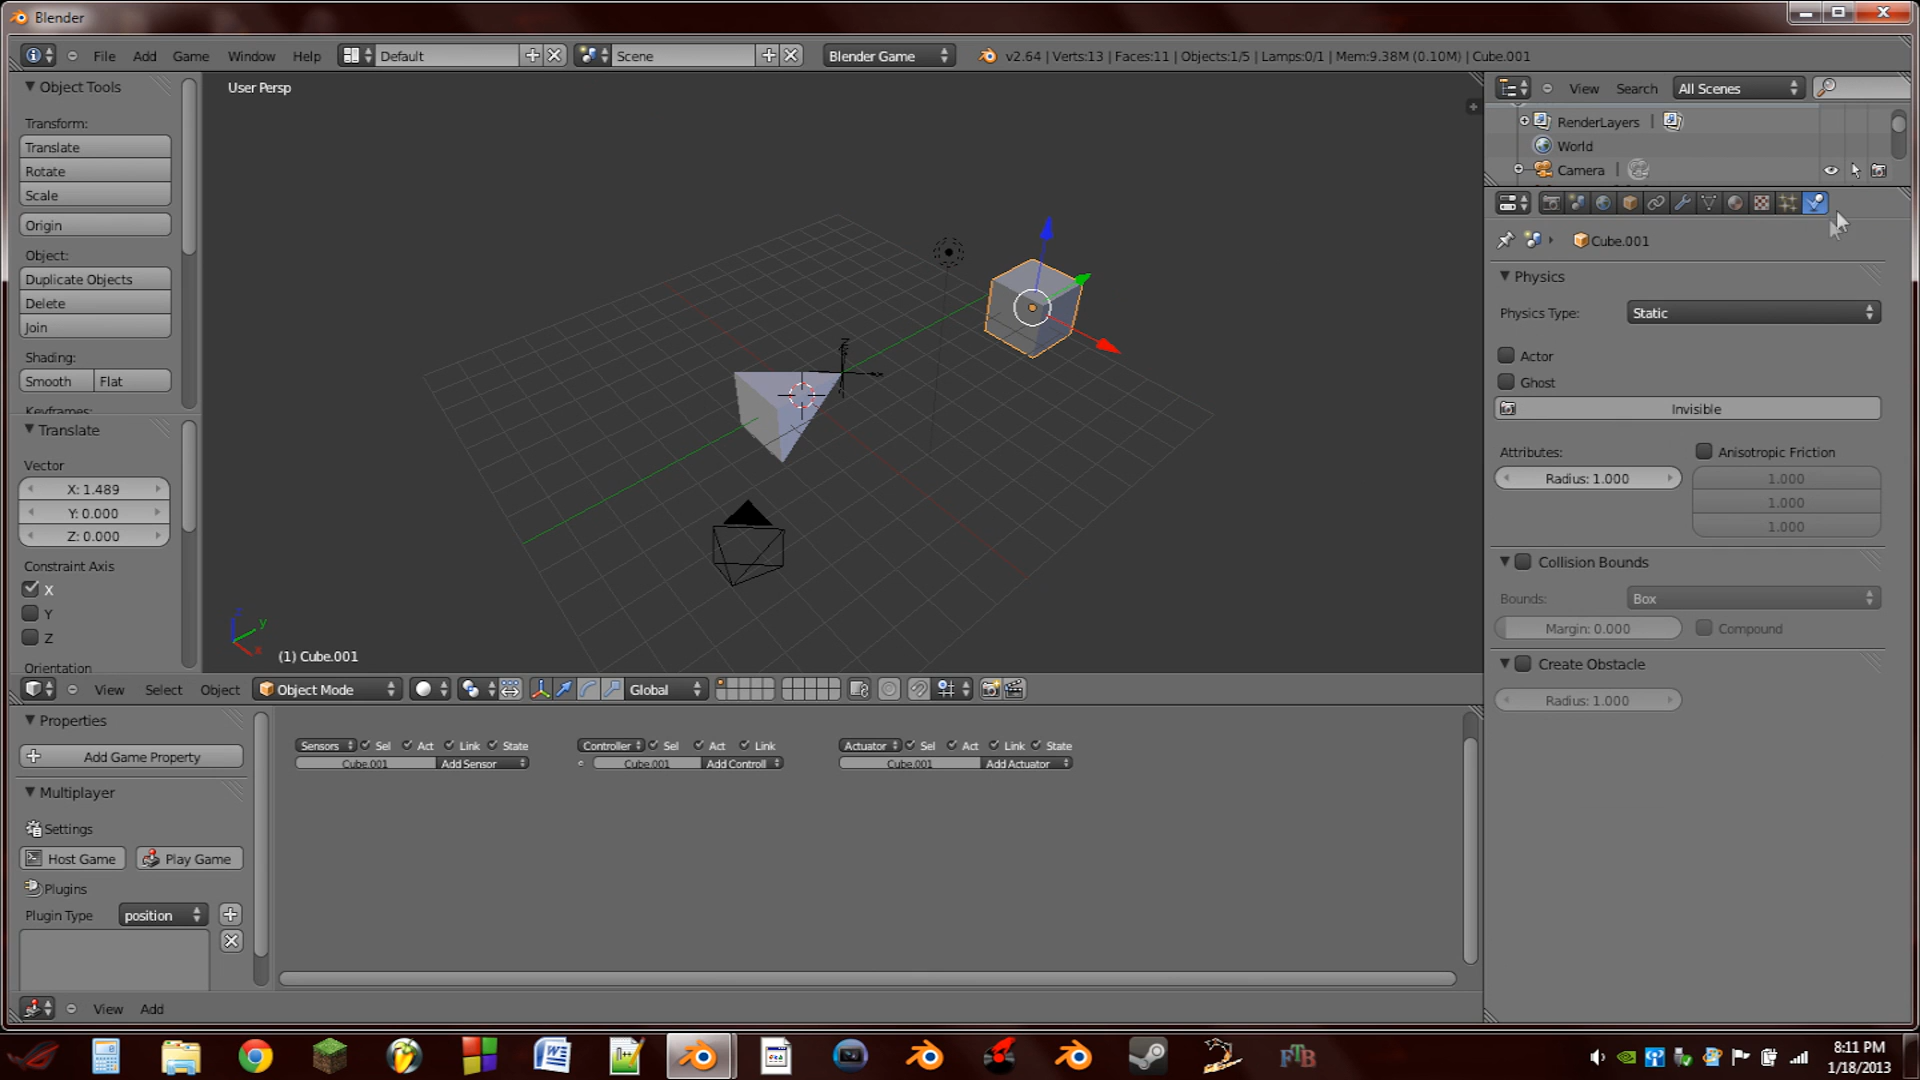 Blender
File Add Game Window Help Default Scene Blender Game v2.64 | Verts:13 | Faces:11 | Objects:1/5 | Lamps:0/1 | Mem:9.38M (0.10M) | Cube.001
Object Tools
Transform:
Translate
Rotate
Scale
Origin
Object:
Duplicate Objects
Delete
Join
Shading:
Smooth Flat
Keyframes:
Translate
Vector
X: 1.489
Y: 0.000
Z: 0.000
Constraint Axis
X
Y
Z
Orientation
User Persp
z
y
x
(1) Cube.001
View Select Object Object Mode Global
View Search All Scenes
RenderLayers |
World
Camera |
Cube.001
Physics
Physics Type: Static
Actor
Ghost
Invisible
Attributes: Anisotropic Friction
Radius: 1.000 1.000
1.000
1.000
Collision Bounds
Bounds: Box
Margin: 0.000 Compound
Create Obstacle
Radius: 1.000
Properties
Add Game Property
Multiplayer
Settings
Host Game Play Game
Plugins
Plugin Type position
Sensors Sel Act Link State Controller Sel Act Link Actuator Sel Act Link State
Cube.001 Add Sensor Cube.001 Add Controll Cube.001 Add Actuator
View Add
FTB
8:11 PM
1/18/2013